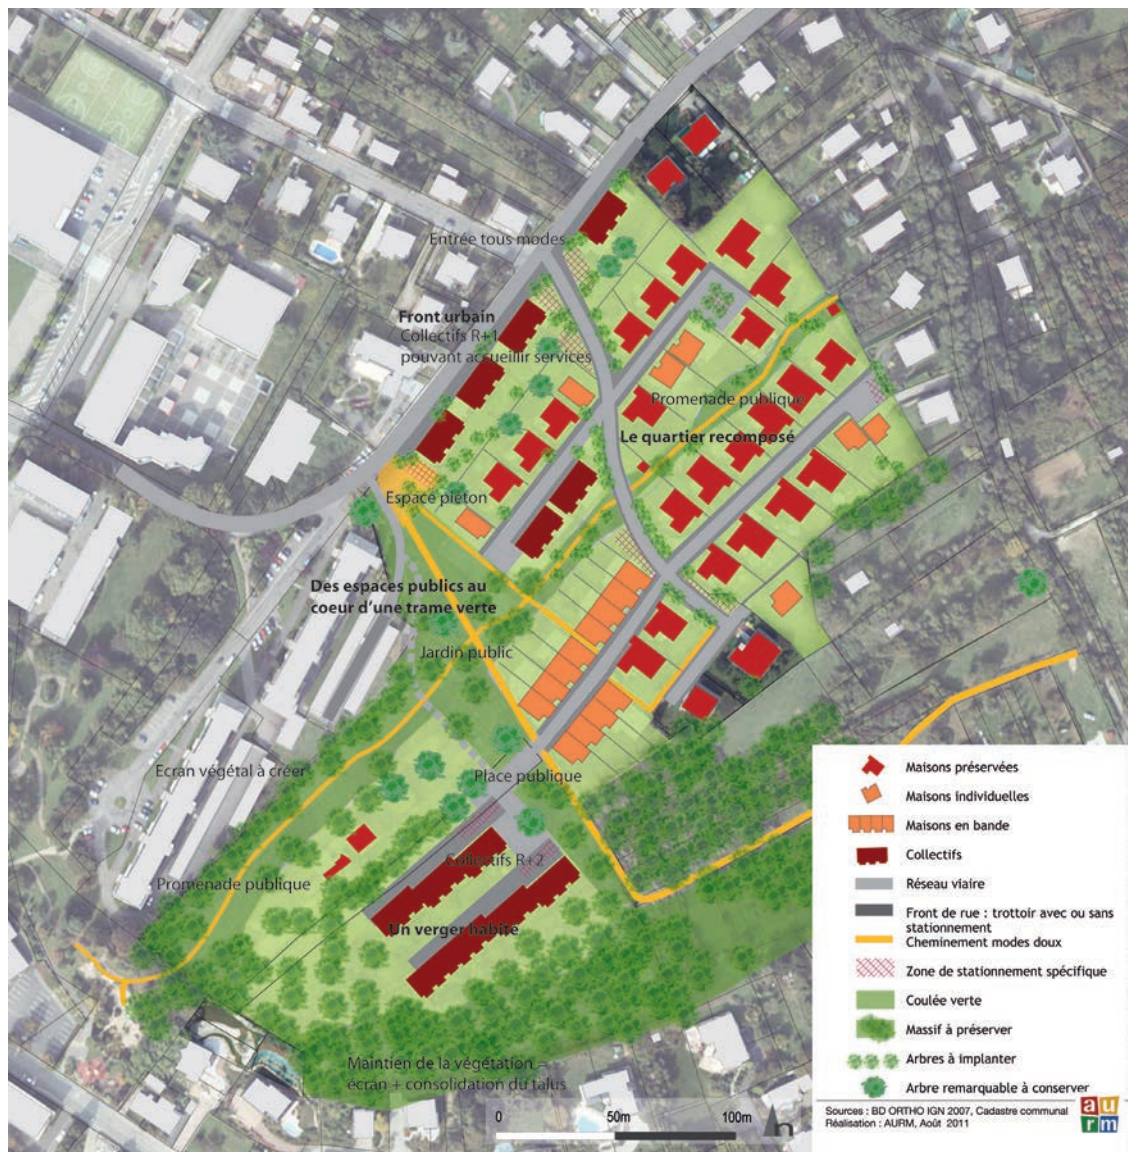 Entrée tous modes
Front urbain
Collectifs R+1
pouvant accueillir services
Promenade publique
Le quartier recomposé
Espace piéton
Des espaces publics au
coeur d'une trame verte
Jardin public
Ecran végétal à créer
Place publique
Collectifs R+2
Promenade publique
Un verger habité
Maintien de la végétation =
écran + consolidation du talus
0 50m 100m
n
Maisons préservées
Maisons individuelles
Maisons en bande
Collectifs
Réseau viaire
Front de rue : trottoir avec ou sans
stationnement
Cheminement modes doux
Zone de stationnement spécifique
Coulée verte
Massif à préserver
Arbres à implanter
Arbre remarquable à conserver
Sources : BD ORTHO IGN 2007, Cadastre communal
Réalisation : AURM, Août 2011
au
rm